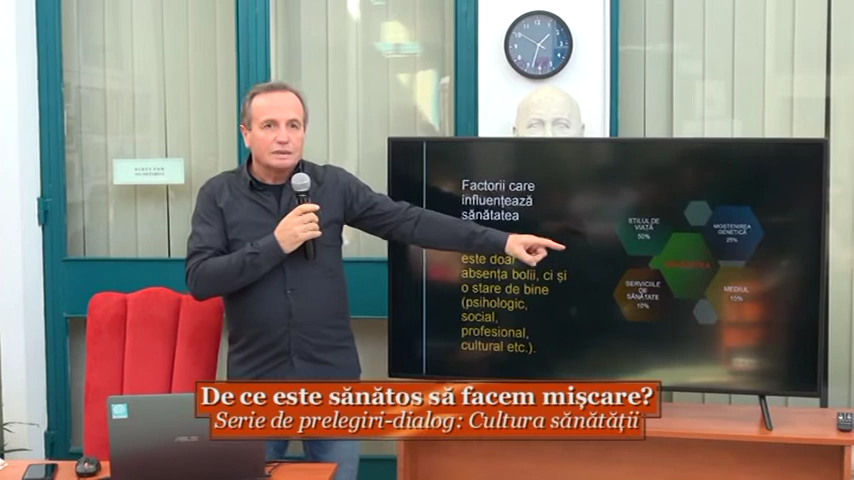 Factorii care
influențează
sănătatea
este doar
absența bolii, ci și
o stare de bine
(psihologic,
social,
profesional,
cultural etc.).
STILUL DE
VIAȚĂ
50%
MOȘTENIREA
GENETICĂ
25%
SERVICIILE
DE
SĂNĂTATE
10%
MEDIUL
15%
De ce este sănătos să facem mișcare?
Serie de prelegiri-dialog: Cultura sănătății